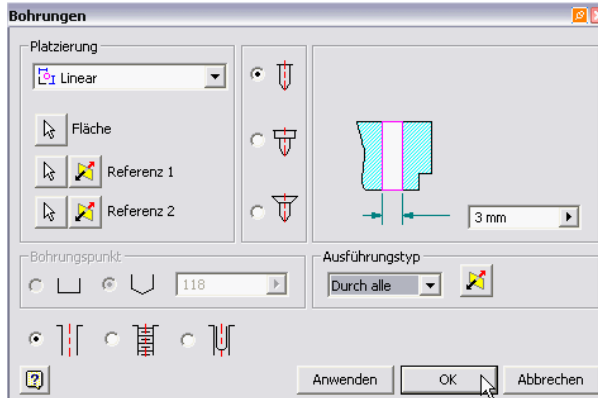 Bohrungen
Platzierung
Linear
Fläche
Referenz 1
Referenz 2
3 mm
Bohrungspunkt
118
Ausführungstyp
Durch alle
Anwenden
OK
Abbrechen